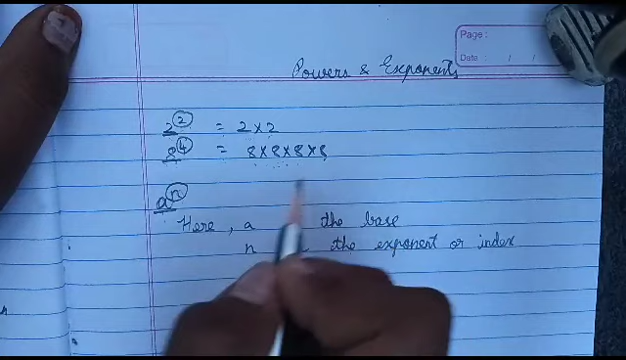 Page:
Date: / /
Powers & Exponents
2² = 2×2
8⁴ = 8×8×8×8
aⁿ
Here, a the base
n the exponent or index